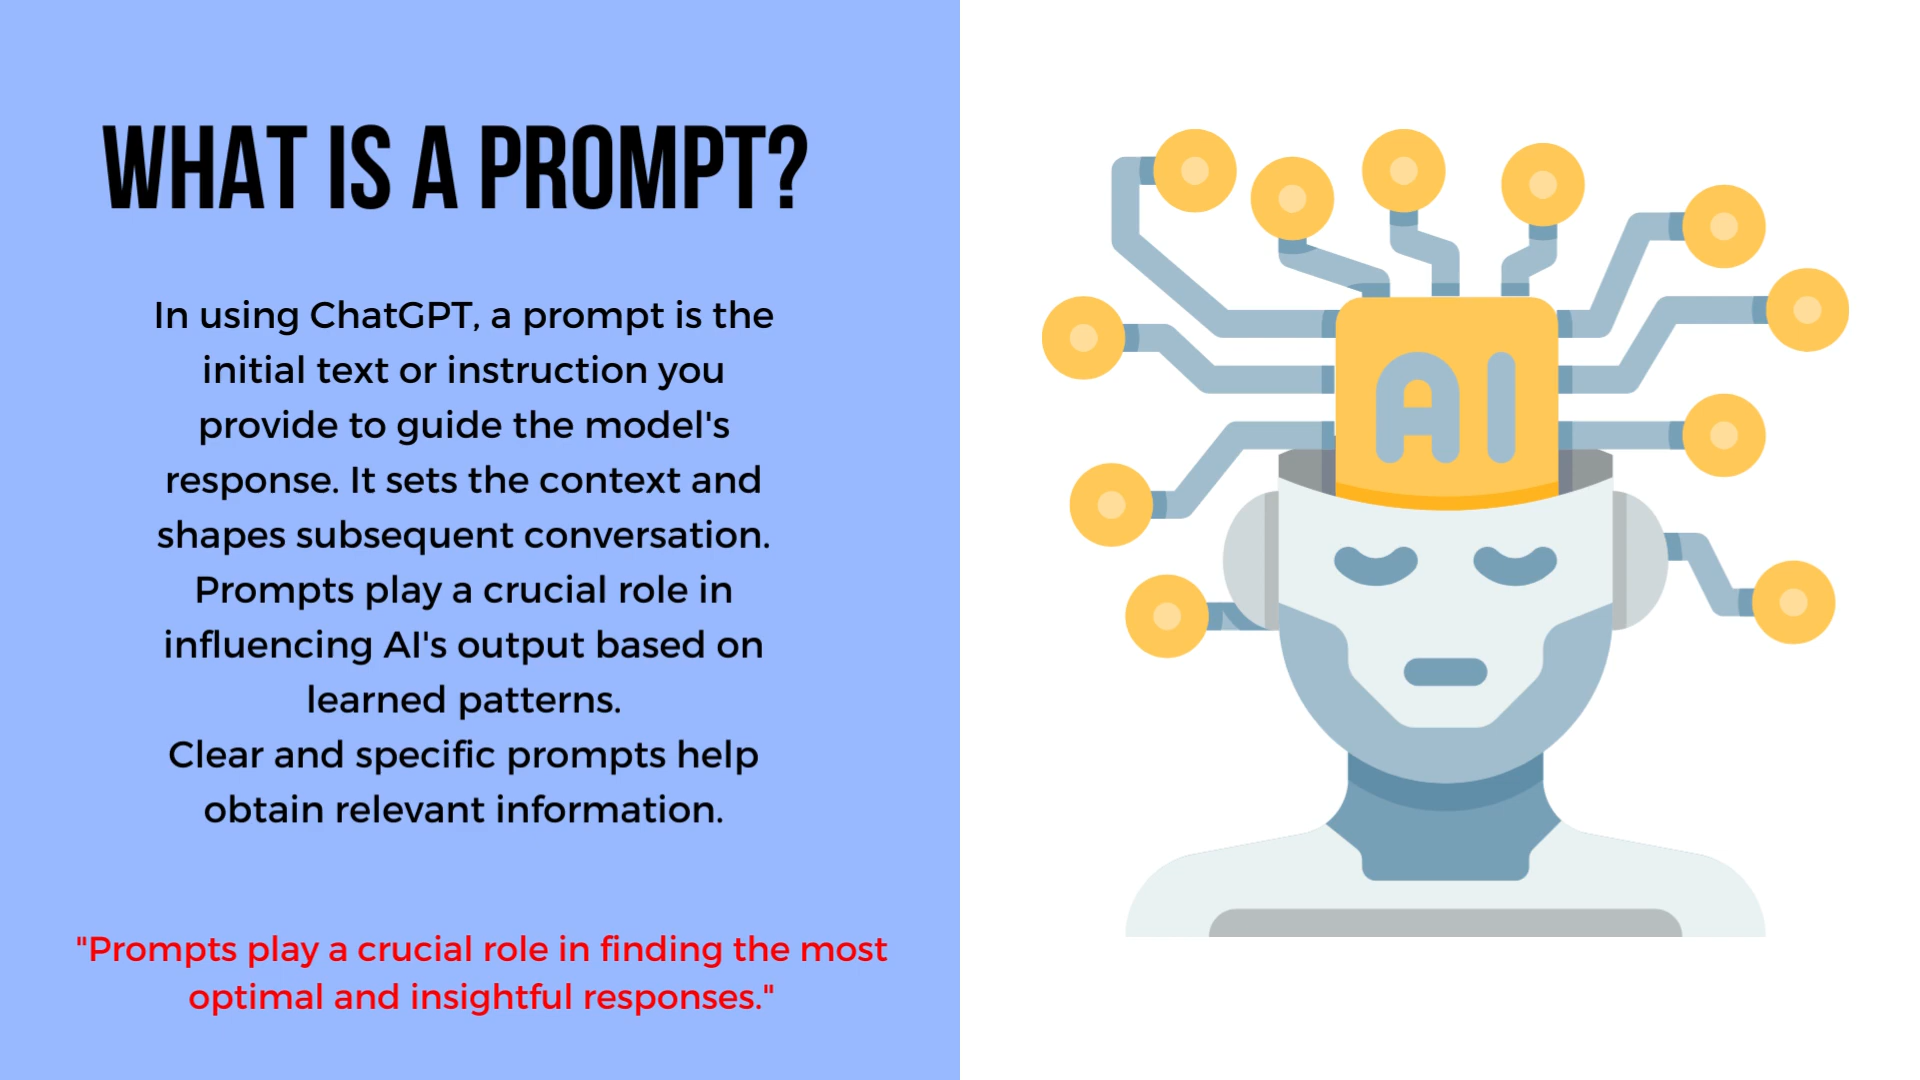 WHAT IS A PROMPT?
In using ChatGPT, a prompt is the
initial text or instruction you
provide to guide the model's
response. It sets the context and
shapes subsequent conversation.
Prompts play a crucial role in
influencing AI's output based on
learned patterns.
Clear and specific prompts help
obtain relevant information.
"Prompts play a crucial role in finding the most
optimal and insightful responses."
AI